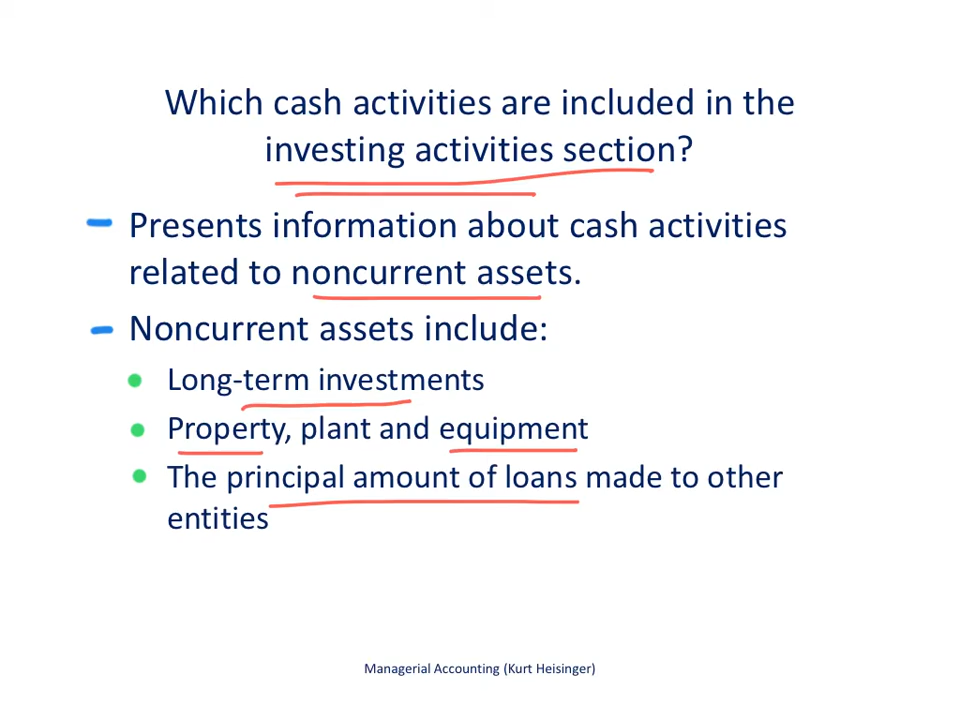 Which cash activities are included in the
investing activities section?
Presents information about cash activities
related to noncurrent assets.
Noncurrent assets include:
Long-term investments
Property, plant and equipment
The principal amount of loans made to other
entities
Managerial Accounting (Kurt Heisinger)